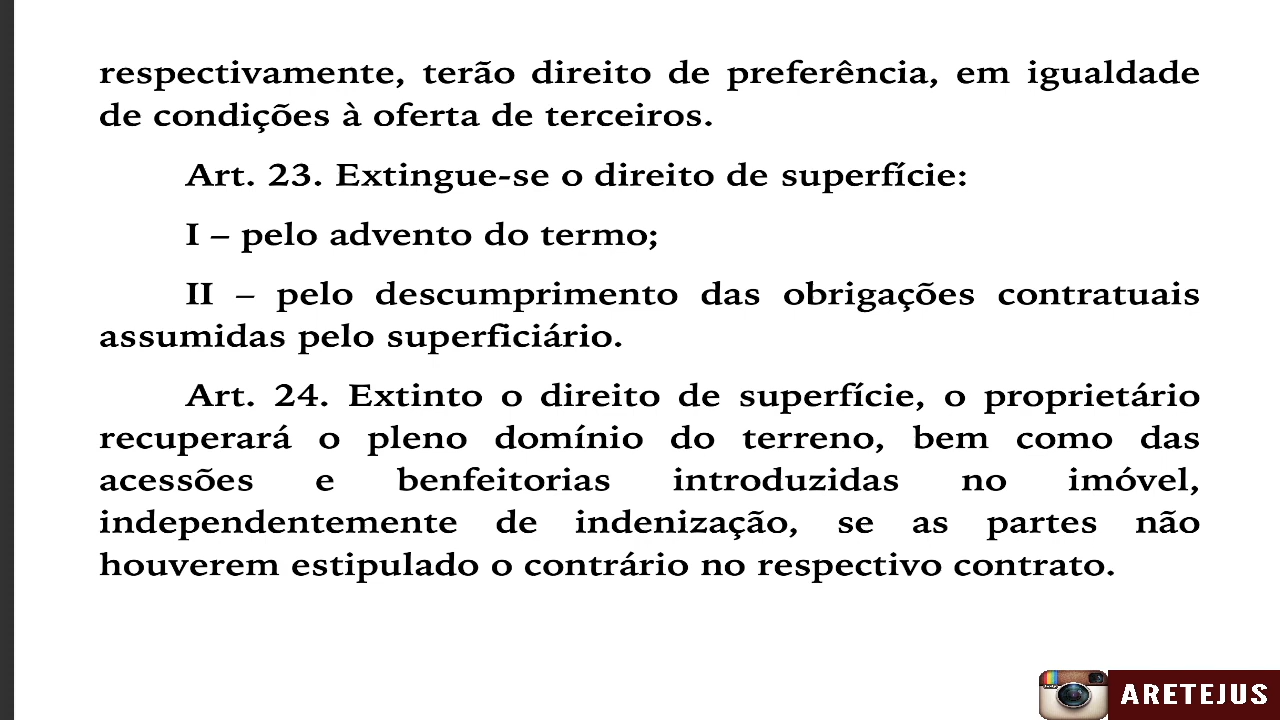 respectivamente, terão direito de preferência, em igualdade
de condições à oferta de terceiros.
Art. 23. Extingue-se o direito de superfície:
I – pelo advento do termo;
II – pelo descumprimento das obrigações contratuais
assumidas pelo superficiário.
Art. 24. Extinto o direito de superfície, o proprietário
recuperará o pleno domínio do terreno, bem como das
acessões e benfeitorias introduzidas no imóvel,
independentemente de indenização, se as partes não
houverem estipulado o contrário no respectivo contrato.
ARETEJUS